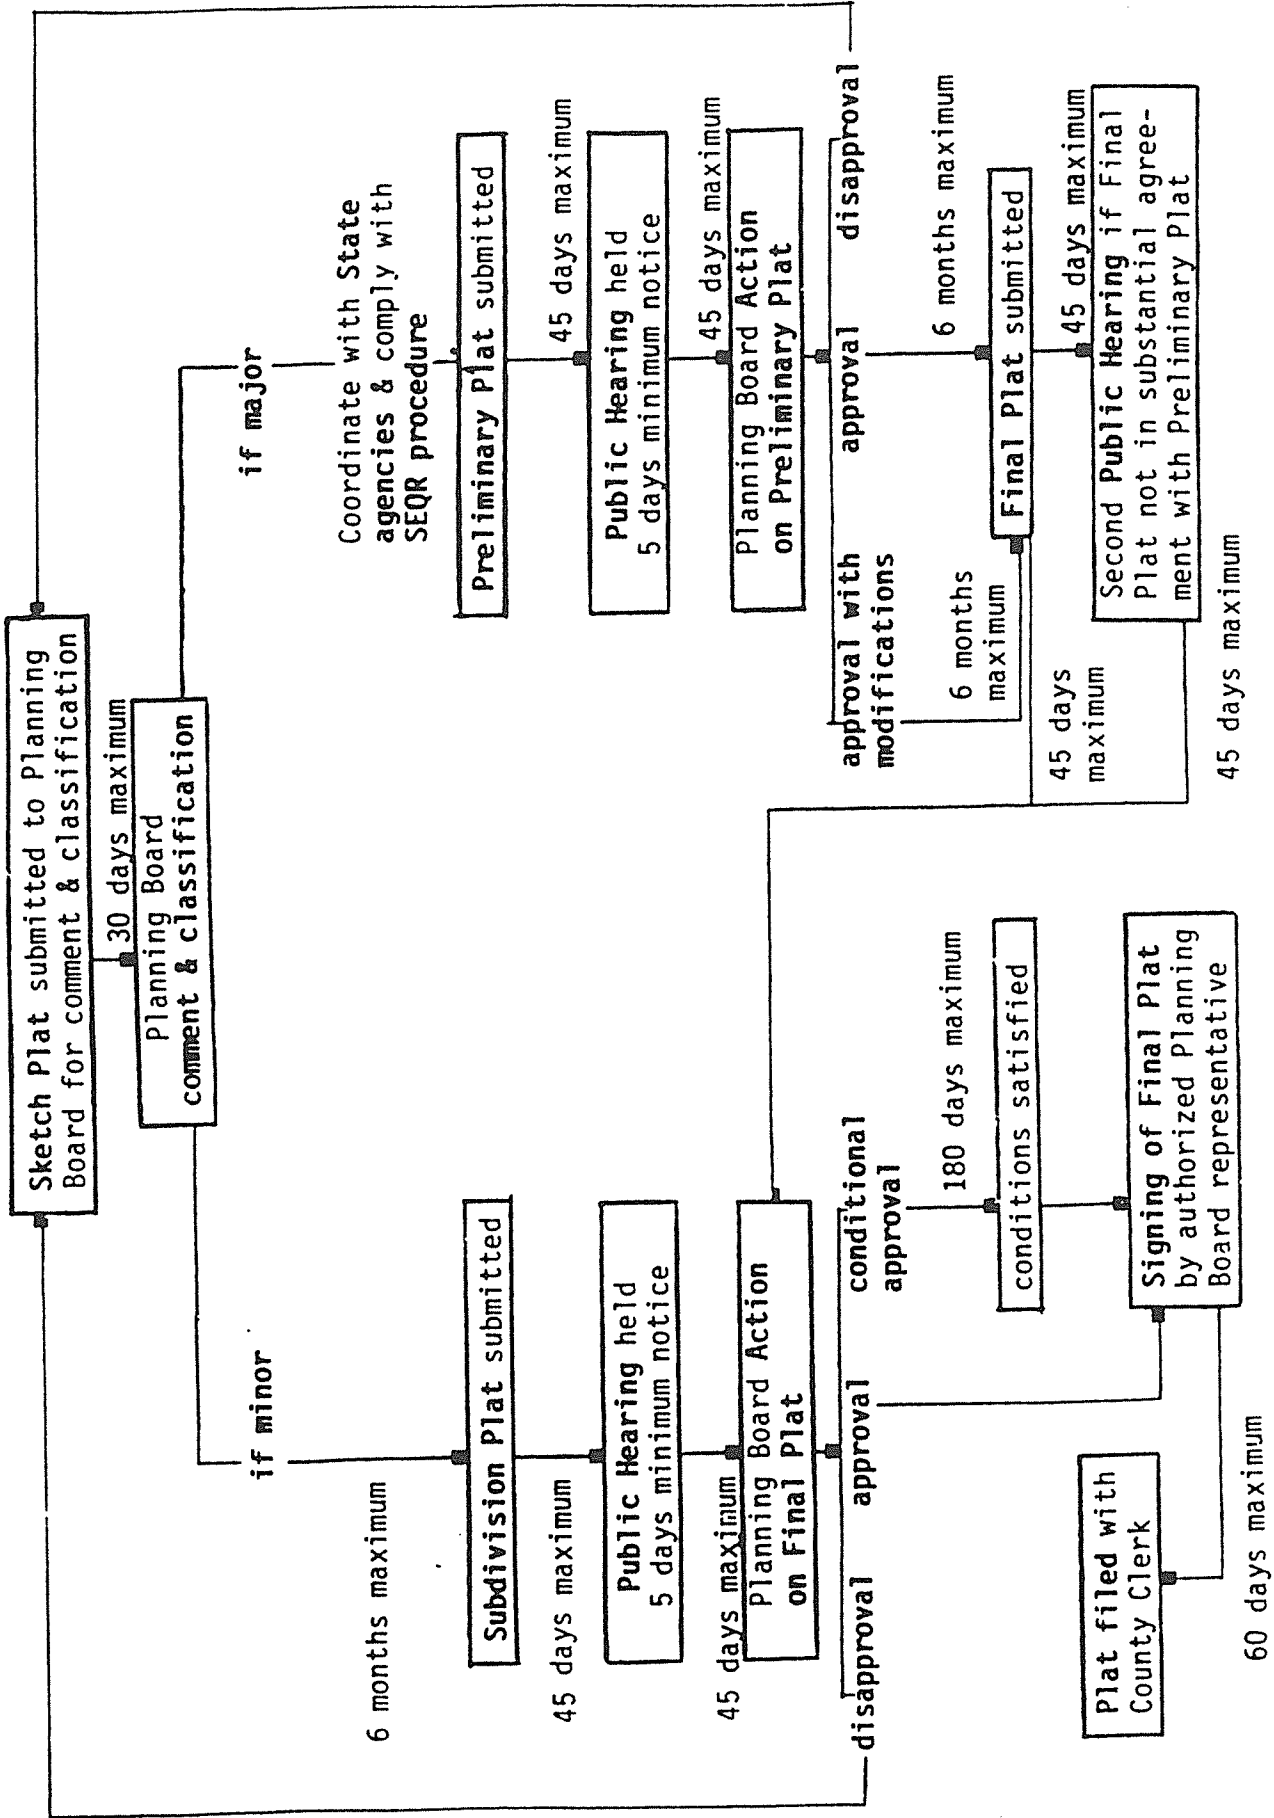 Sketch Plat submitted to Planning
Board for comment & classification
30 days maximum
Planning Board
comment & classification
if minor
6 months maximum
Subdivision Plat submitted
45 days maximum
Public Hearing held
5 days minimum notice
45 days maximum
Planning Board Action
on Final Plat
disapproval
approval
conditional
approval
180 days maximum
conditions satisfied
Signing of Final Plat
by authorized Planning
Board representative
Plat filed with
County Clerk
60 days maximum
if major
Coordinate with State
agencies & comply with
SEQR procedure
Preliminary Plat submitted
45 days maximum
Public Hearing held
5 days minimum notice
45 days maximum
Planning Board Action
on Preliminary Plat
approval with
modifications
approval
disapproval
6 months
maximum
6 months maximum
Final Plat submitted
45 days
maximum
45 days maximum
Second Public Hearing if Final
Plat not in substantial agree-
ment with Preliminary Plat
45 days maximum